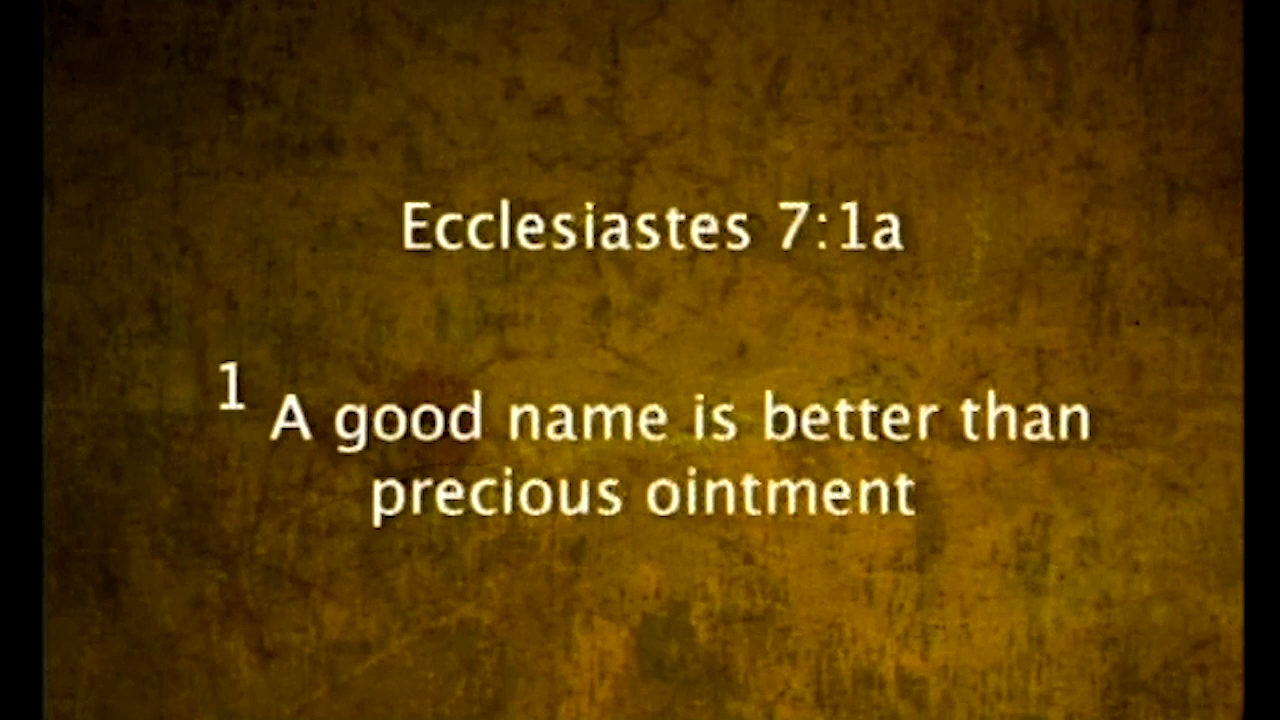 Ecclesiastes 7:1a
1 A good name is better than
precious ointment